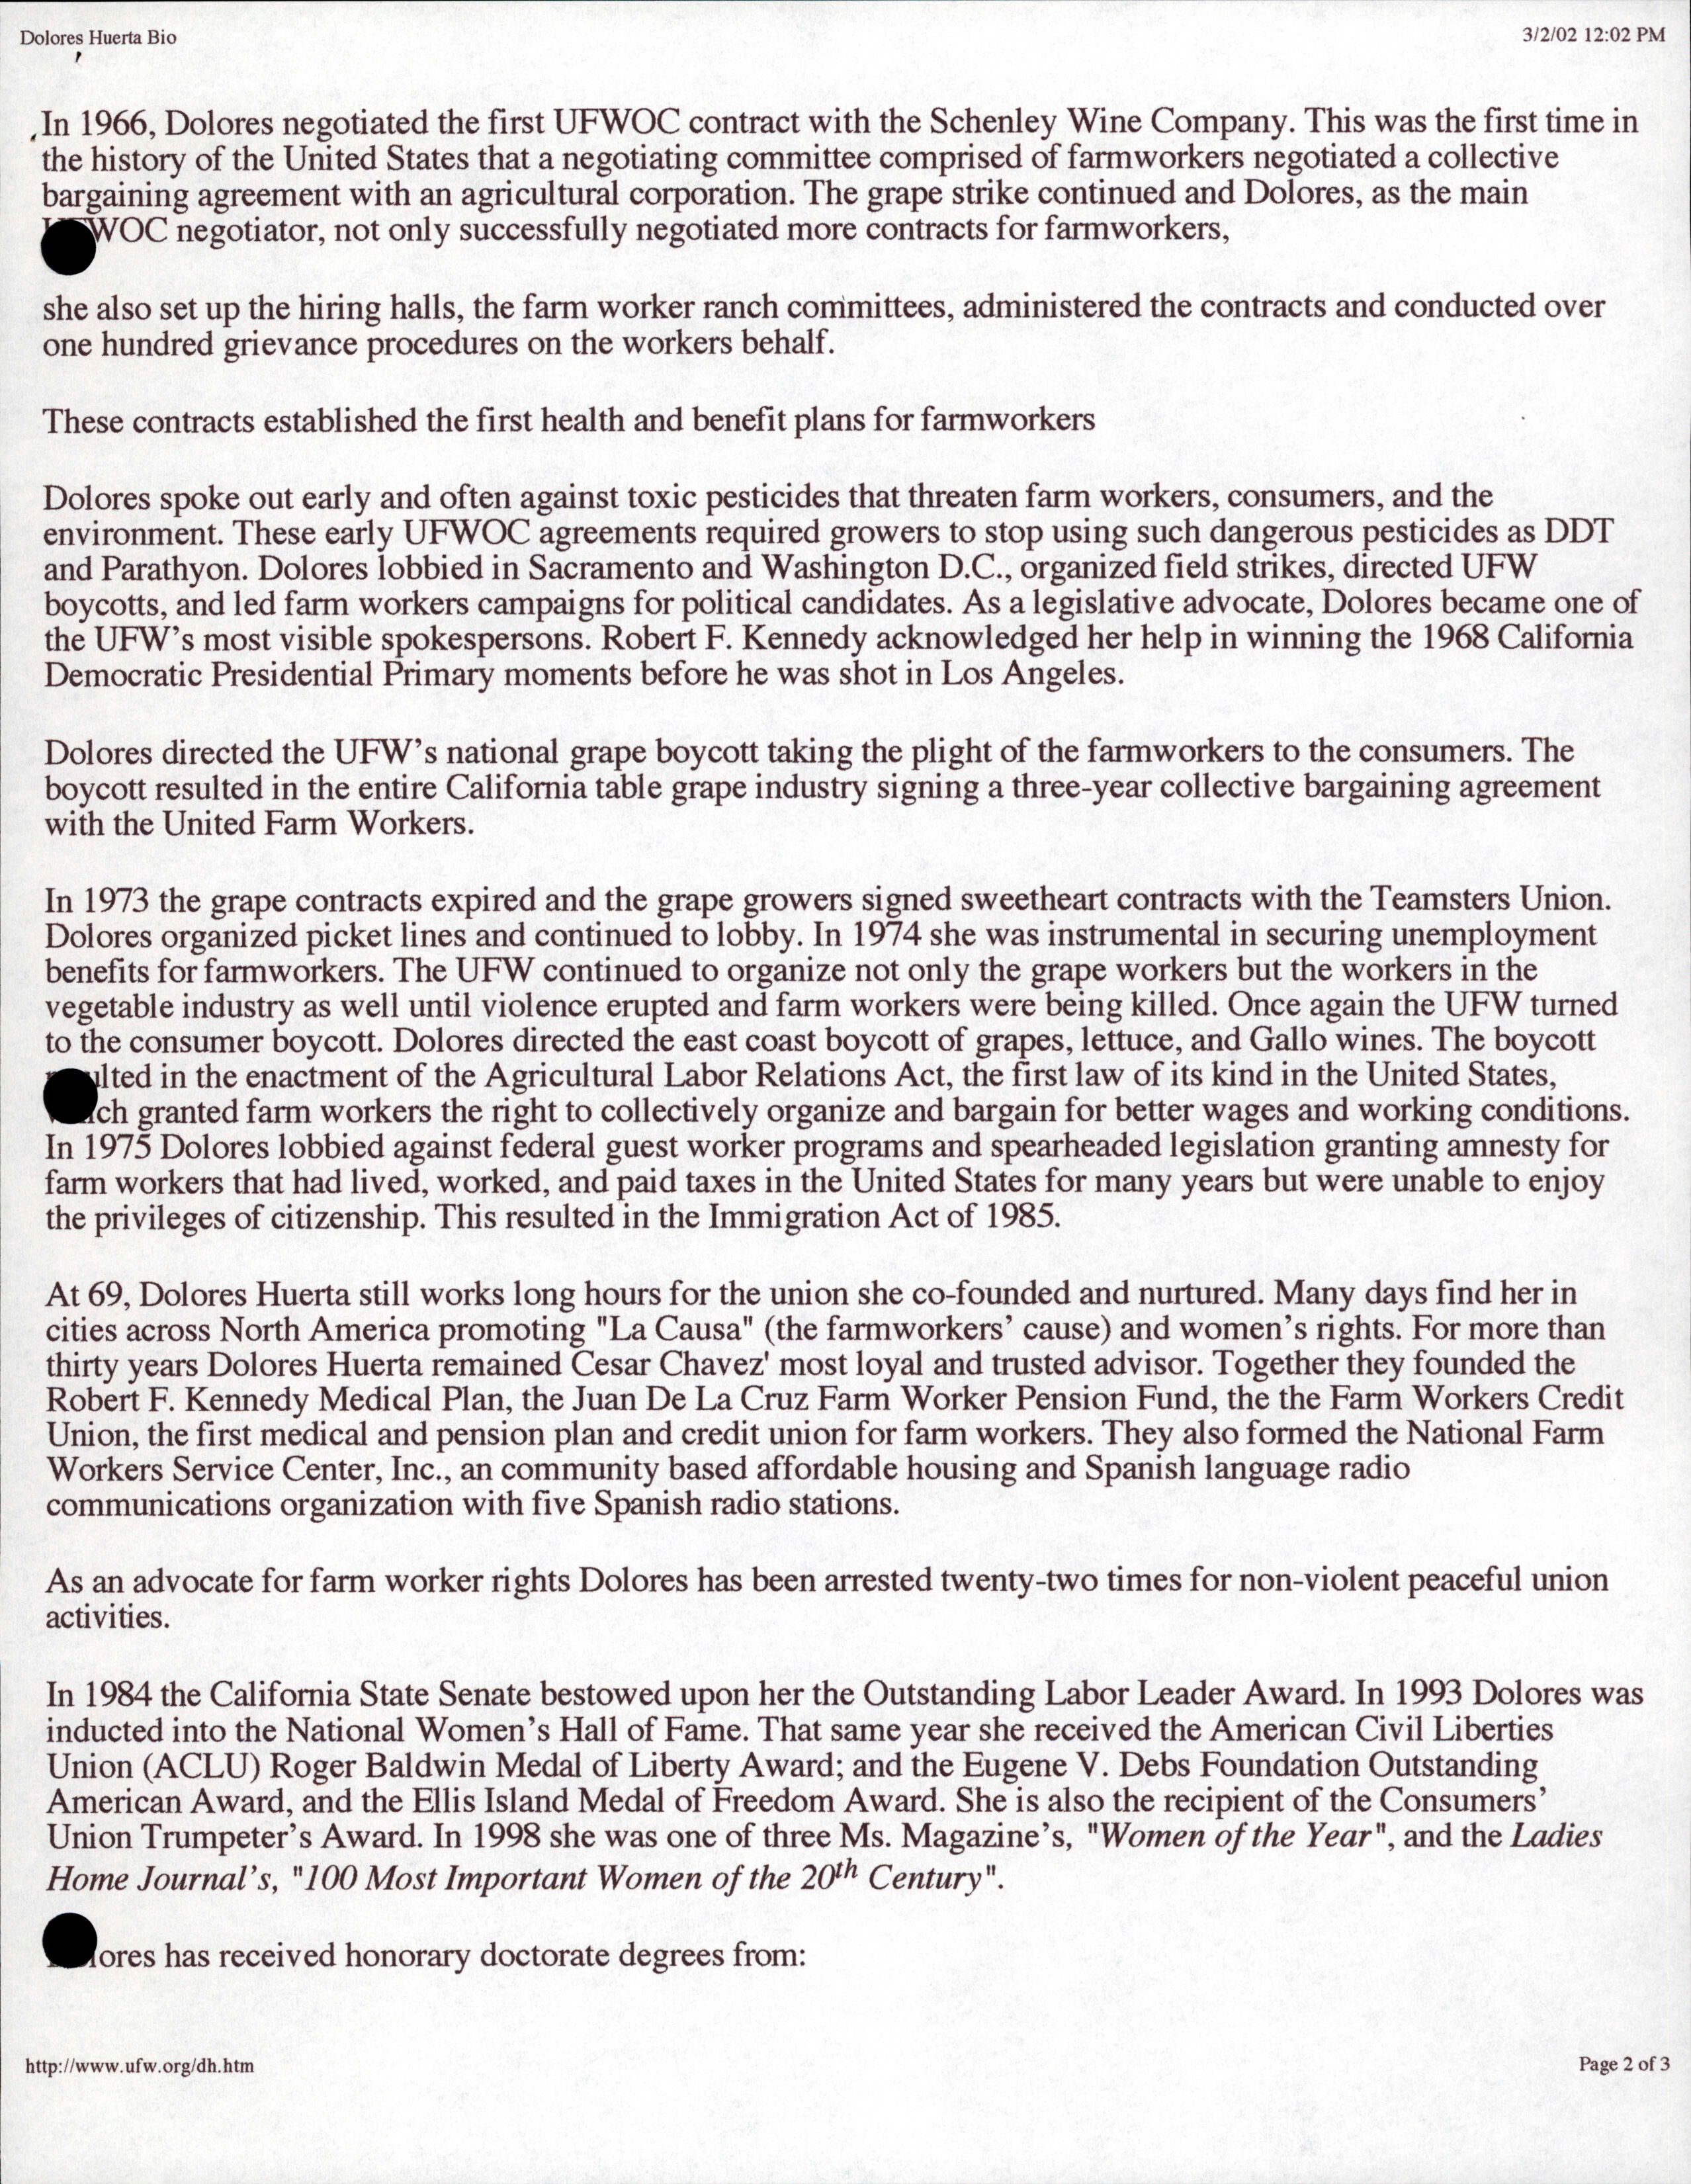 Dolores Huerta Bio
3/2/02 12:02 PM
In 1966, Dolores negotiated the first UFWOC contract with the Schenley Wine Company. This was the first time in
the history of the United States that a negotiating committee comprised of farmworkers negotiated a collective
bargaining agreement with an agricultural corporation. The grape strike continued and Dolores, as the main
WOC negotiator, not only successfully negotiated more contracts for farmworkers,
she also set up the hiring halls, the farm worker ranch committees, administered the contracts and conducted over
one hundred grievance procedures on the workers behalf.
These contracts established the first health and benefit plans for farmworkers
Dolores spoke out early and often against toxic pesticides that threaten farm workers, consumers, and the
environment. These early UFWOC agreements required growers to stop using such dangerous pesticides as DDT
and Parathyon. Dolores lobbied in Sacramento and Washington D.C., organized field strikes, directed UFW
boycotts, and led farm workers campaigns for political candidates. As a legislative advocate, Dolores became one of
the UFW's most visible spokespersons. Robert F. Kennedy acknowledged her help in winning the 1968 California
Democratic Presidential Primary moments before he was shot in Los Angeles.
Dolores directed the UFW's national grape boycott taking the plight of the farmworkers to the consumers. The
boycott resulted in the entire California table grape industry signing a three-year collective bargaining agreement
with the United Farm Workers.
In 1973 the grape contracts expired and the grape growers signed sweetheart contracts with the Teamsters Union.
Dolores organized picket lines and continued to lobby. In 1974 she was instrumental in securing unemployment
benefits for farmworkers. The UFW continued to organize not only the grape workers but the workers in the
vegetable industry as well until violence erupted and farm workers were being killed. Once again the UFW turned
to the consumer boycott. Dolores directed the east coast boycott of grapes, lettuce, and Gallo wines. The boycott
ulted in the enactment of the Agricultural Labor Relations Act, the first law of its kind in the United States,
ich granted farm workers the right to collectively organize and bargain for better wages and working conditions.
In 1975 Dolores lobbied against federal guest worker programs and spearheaded legislation granting amnesty for
farm workers that had lived, worked, and paid taxes in the United States for many years but were unable to enjoy
the privileges of citizenship. This resulted in the Immigration Act of 1985.
At 69, Dolores Huerta still works long hours for the union she co-founded and nurtured. Many days find her in
cities across North America promoting "La Causa" (the farmworkers' cause) and women's rights. For more than
thirty years Dolores Huerta remained Cesar Chavez' most loyal and trusted advisor. Together they founded the
Robert F. Kennedy Medical Plan, the Juan De La Cruz Farm Worker Pension Fund, the the Farm Workers Credit
Union, the first medical and pension plan and credit union for farm workers. They also formed the National Farm
Workers Service Center, Inc., an community based affordable housing and Spanish language radio
communications organization with five Spanish radio stations.
As an advocate for farm worker rights Dolores has been arrested twenty-two times for non-violent peaceful union
activities.
In 1984 the California State Senate bestowed upon her the Outstanding Labor Leader Award. In 1993 Dolores was
inducted into the National Women's Hall of Fame. That same year she received the American Civil Liberties
Union (ACLU) Roger Baldwin Medal of Liberty Award; and the Eugene V. Debs Foundation Outstanding
American Award, and the Ellis Island Medal of Freedom Award. She is also the recipient of the Consumers'
Union Trumpeter's Award. In 1998 she was one of three Ms. Magazine's, "Women of the Year", and the Ladies
Home Journal's, "100 Most Important Women of the 20th Century".
lores has received honorary doctorate degrees from:
http://www.ufw.org/dh.htm
Page 2 of 3